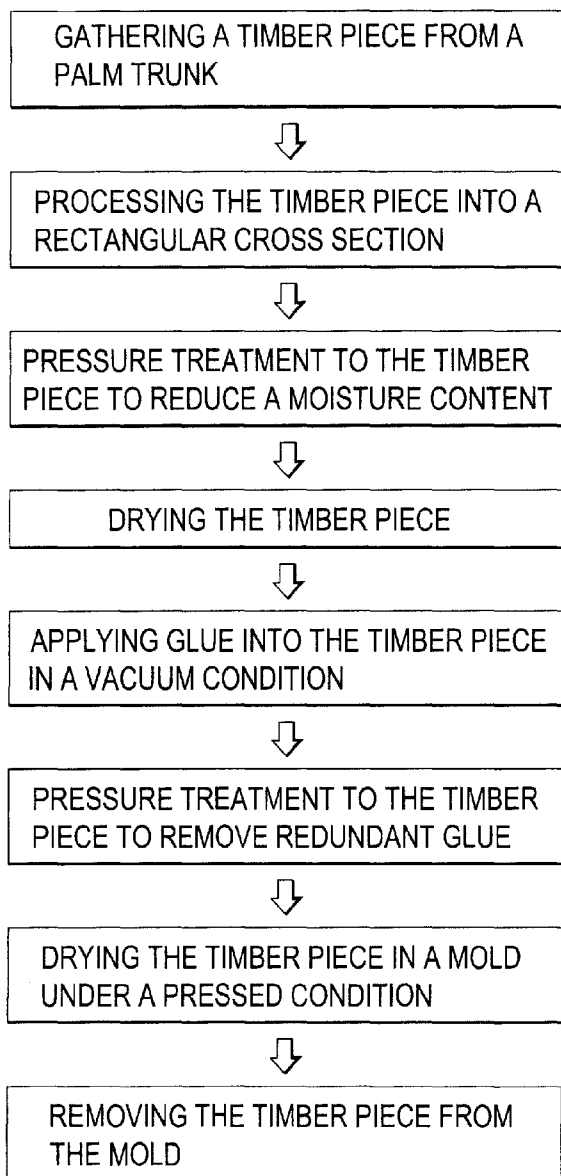 GATHERING A TIMBER PIECE FROM A
PALM TRUNK
PROCESSING THE TIMBER PIECE INTO A
RECTANGULAR CROSS SECTION
PRESSURE TREATMENT TO THE TIMBER
PIECE TO REDUCE A MOISTURE CONTENT
DRYING THE TIMBER PIECE
APPLYING GLUE INTO THE TIMBER PIECE
IN A VACUUM CONDITION
PRESSURE TREATMENT TO THE TIMBER
PIECE TO REMOVE REDUNDANT GLUE
DRYING THE TIMBER PIECE IN A MOLD
UNDER A PRESSED CONDITION
REMOVING THE TIMBER PIECE FROM
THE MOLD